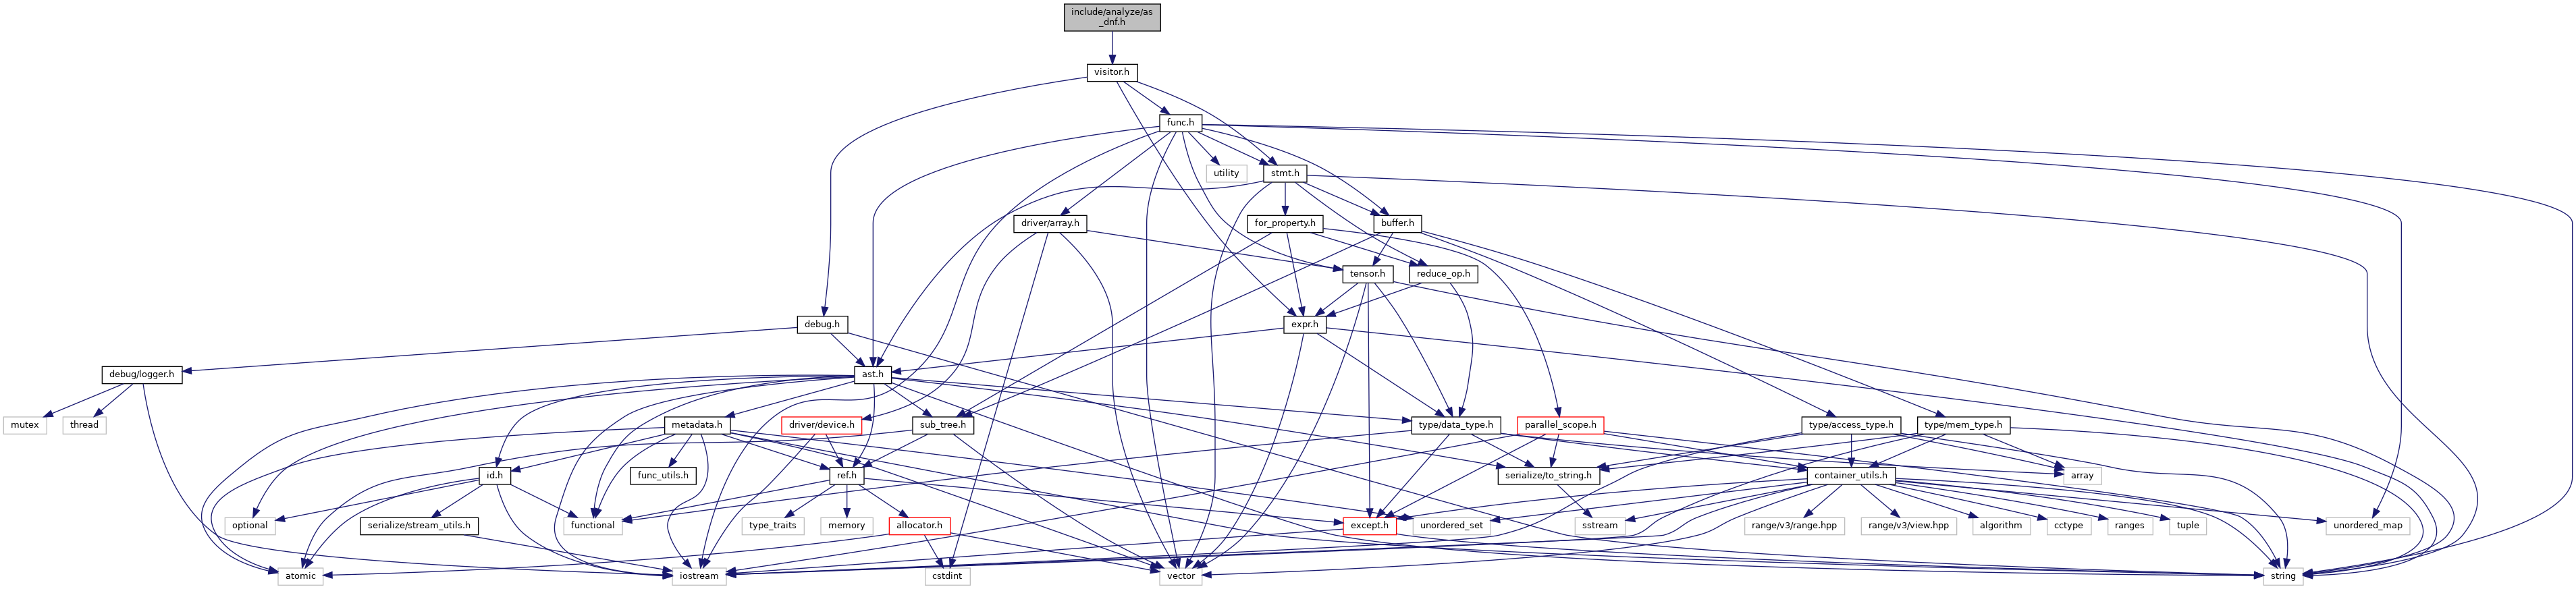 include/analyze/as
_dnf.h
visitor.h
func.h
utility
stmt.h
driver/array.h
for_property.h
buffer.h
tensor.h
reduce_op.h
debug.h
expr.h
debug/logger.h
ast.h
mutex
thread
metadata.h
driver/device.h
sub_tree.h
type/data_type.h
parallel_scope.h
type/access_type.h
type/mem_type.h
id.h
func_utils.h
ref.h
serialize/to_string.h
container_utils.h
array
optional
serialize/stream_utils.h
functional
type_traits
memory
allocator.h
except.h
unordered_set
sstream
range/v3/range.hpp
range/v3/view.hpp
algorithm
cctype
ranges
tuple
unordered_map
atomic
iostream
cstdint
vector
string